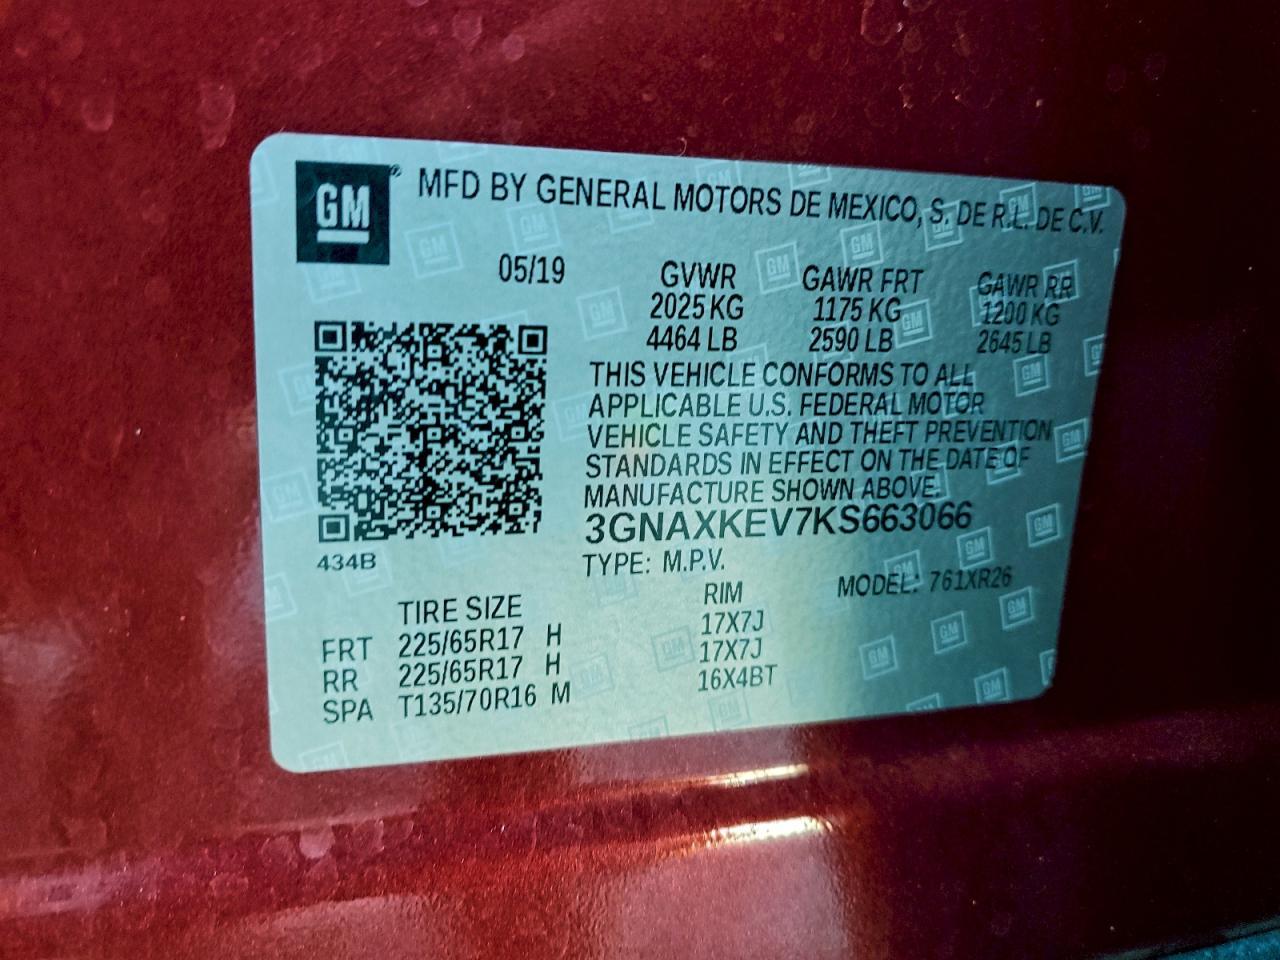 GM® MFD BY GENERAL MOTORS DE MEXICO, S. DE R.L. DE C.V.
05/19 GVWR GAWR FRT GAWR RR
2025 KG 1175 KG 1200 KG
4464 LB 2590 LB 2645 LB
THIS VEHICLE CONFORMS TO ALL
APPLICABLE U.S. FEDERAL MOTOR
VEHICLE SAFETY AND THEFT PREVENTION
STANDARDS IN EFFECT ON THE DATE OF
MANUFACTURE SHOWN ABOVE.
3GNAXKEV7KS663066
434B TYPE: M.P.V. MODEL: 761XR26
TIRE SIZE RIM
FRT 225/65R17 H 17X7J
RR 225/65R17 H 17X7J
SPA T135/70R16 M 16X4BT